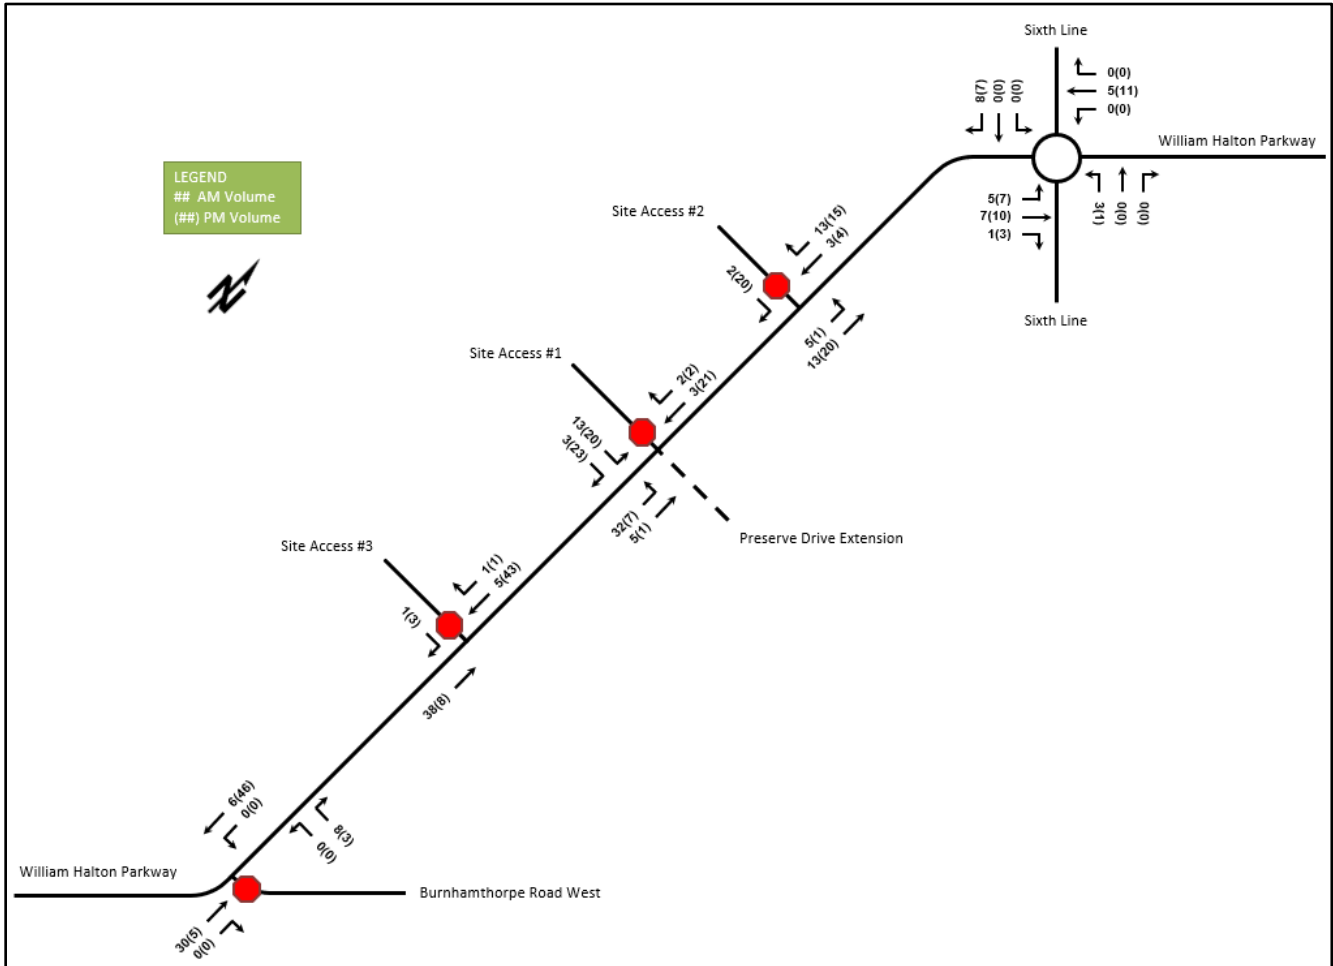 Sixth Line
0(0)
5(11)
0(0)
8(7)
0(0)
0(0)
William Halton Parkway
LEGEND
## AM Volume
(##) PM Volume
5(7)
7(10)
1(3)
3(1)
0(0)
0(0)
Site Access #2
13(15)
3(4)
2(20)
N
Sixth Line
5(1)
13(20)
Site Access #1
2(2)
3(21)
13(20)
3(23)
32(7)
5(1)
Preserve Drive Extension
Site Access #3
1(1)
5(43)
1(3)
38(8)
6(46)
0(0)
8(3)
0(0)
William Halton Parkway
Burnhamthorpe Road West
30(5)
0(0)